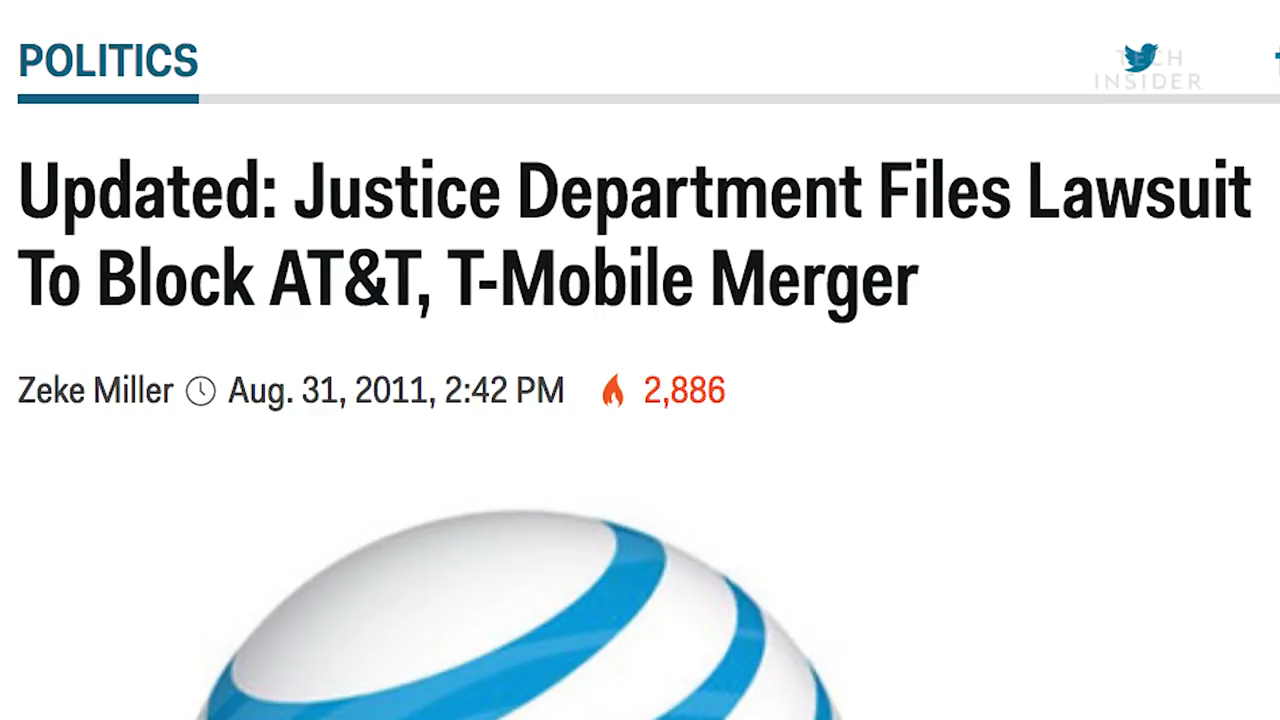 POLITICS
TECH
INSIDER
Updated: Justice Department Files Lawsuit
To Block AT&T, T-Mobile Merger
Zeke Miller Aug. 31, 2011, 2:42 PM 2,886